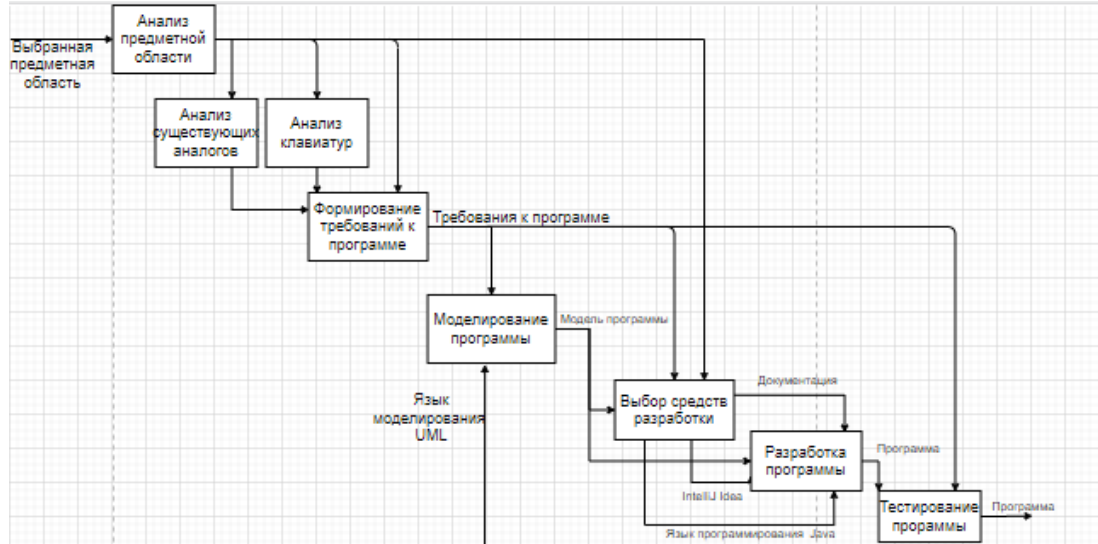 Анализ
предметной
области
Выбранная
предметная
область
Анализ
существующих
аналогов
Анализ
клавиатур
Формирование
требований к
программе
Требования к программе
Моделирование
программы
Модель программы
Язык
моделирования
UML
Выбор средств
разработки
Документация
Разработка
программы
Программа
IntelliJ Idea
Язык программирования Java
Тестирование
прораммы
Программа